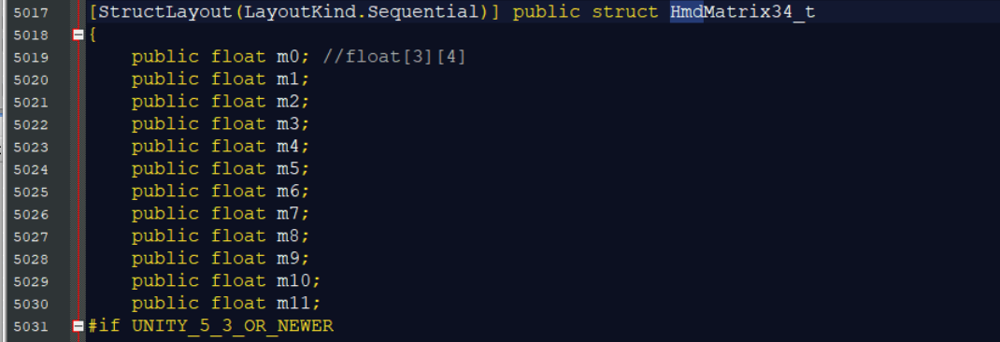 5017 [StructLayout(LayoutKind.Sequential)] public struct HmdMatrix34_t
5018 {
5019 public float m0; //float[3][4]
5020 public float m1;
5021 public float m2;
5022 public float m3;
5023 public float m4;
5024 public float m5;
5025 public float m6;
5026 public float m7;
5027 public float m8;
5028 public float m9;
5029 public float m10;
5030 public float m11;
5031 #if UNITY_5_3_OR_NEWER